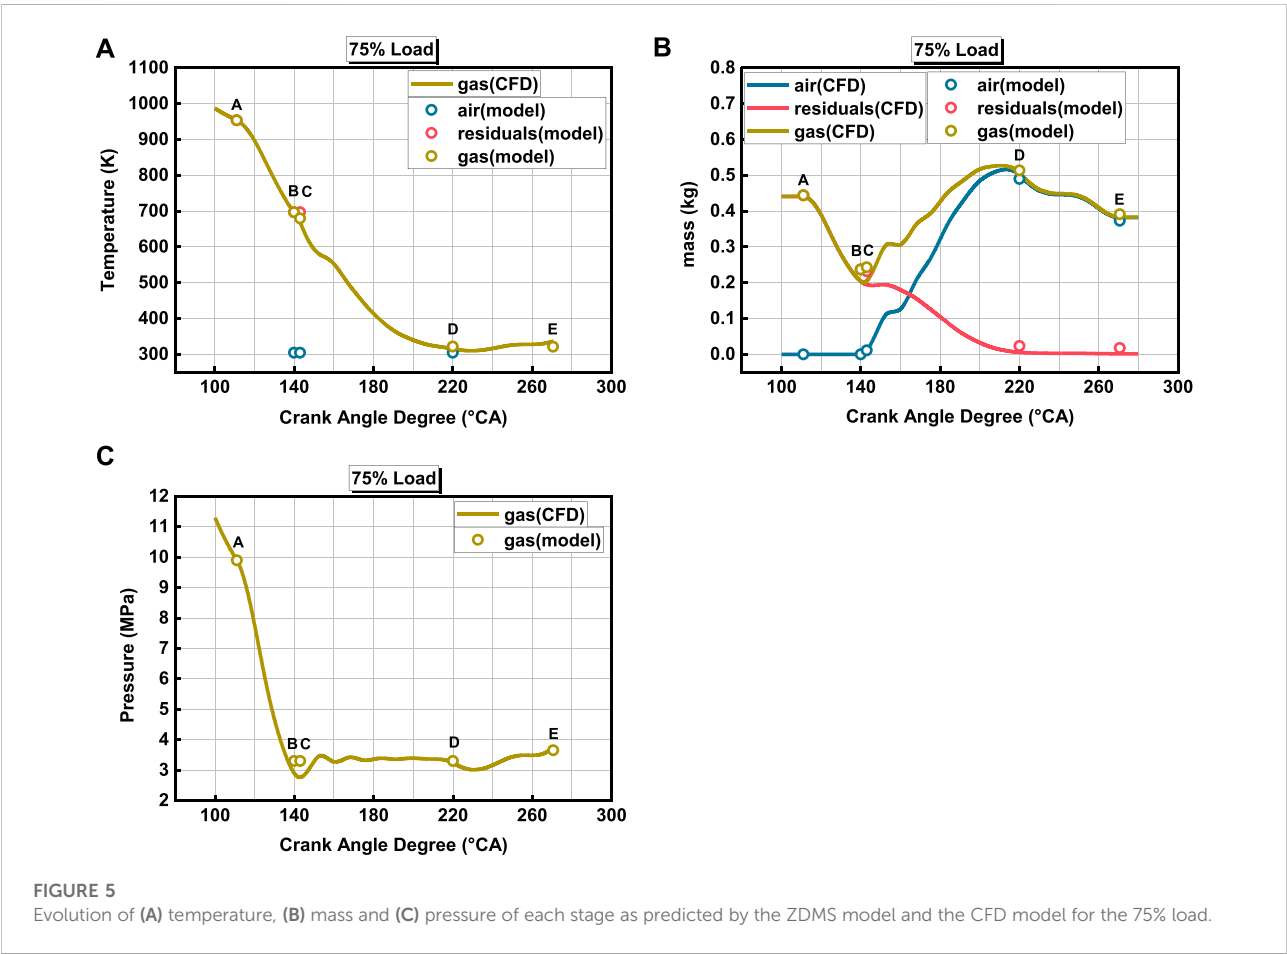 A
75% Load
1100
1000
900
800
700
600
500
400
300
Temperature (K)
gas(CFD)
air(model)
residuals(model)
gas(model)
A
B C
D
E
100 140 180 220 260 300
Crank Angle Degree (°CA)
B
75% Load
0.8
0.7
0.6
0.5
0.4
0.3
0.2
0.1
0.0
mass (kg)
air(CFD)
residuals(CFD)
gas(CFD)
air(model)
residuals(model)
gas(model)
A
B C
D
E
100 140 180 220 260 300
Crank Angle Degree (°CA)
C
75% Load
12
11
10
9
8
7
6
5
4
3
2
Pressure (MPa)
gas(CFD)
gas(model)
A
B C
D
E
100 140 180 220 260 300
Crank Angle Degree (°CA)
FIGURE 5
Evolution of (A) temperature, (B) mass and (C) pressure of each stage as predicted by the ZDMS model and the CFD model for the 75% load.